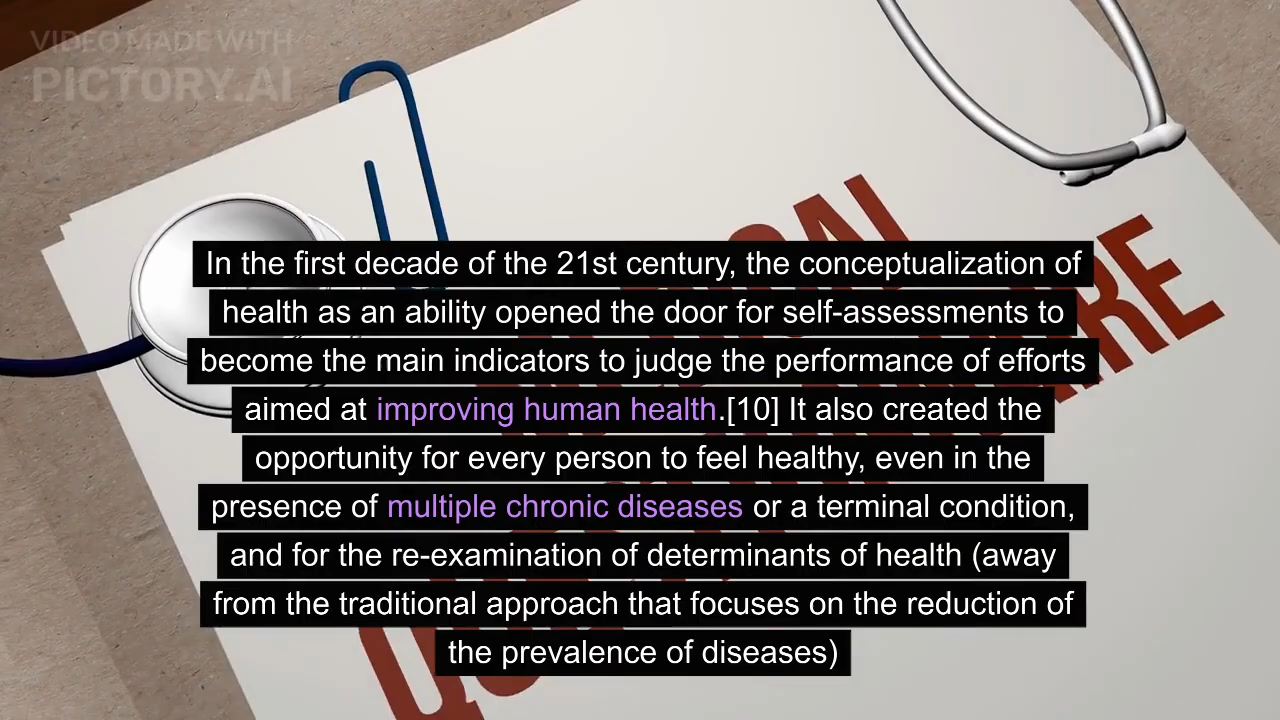 VIDEO MADE WITH
PICTORY.AI
In the first decade of the 21st century, the conceptualization of
health as an ability opened the door for self-assessments to
become the main indicators to judge the performance of efforts
aimed at improving human health.[10] It also created the
opportunity for every person to feel healthy, even in the
presence of multiple chronic diseases or a terminal condition,
and for the re-examination of determinants of health (away
from the traditional approach that focuses on the reduction of
the prevalence of diseases)